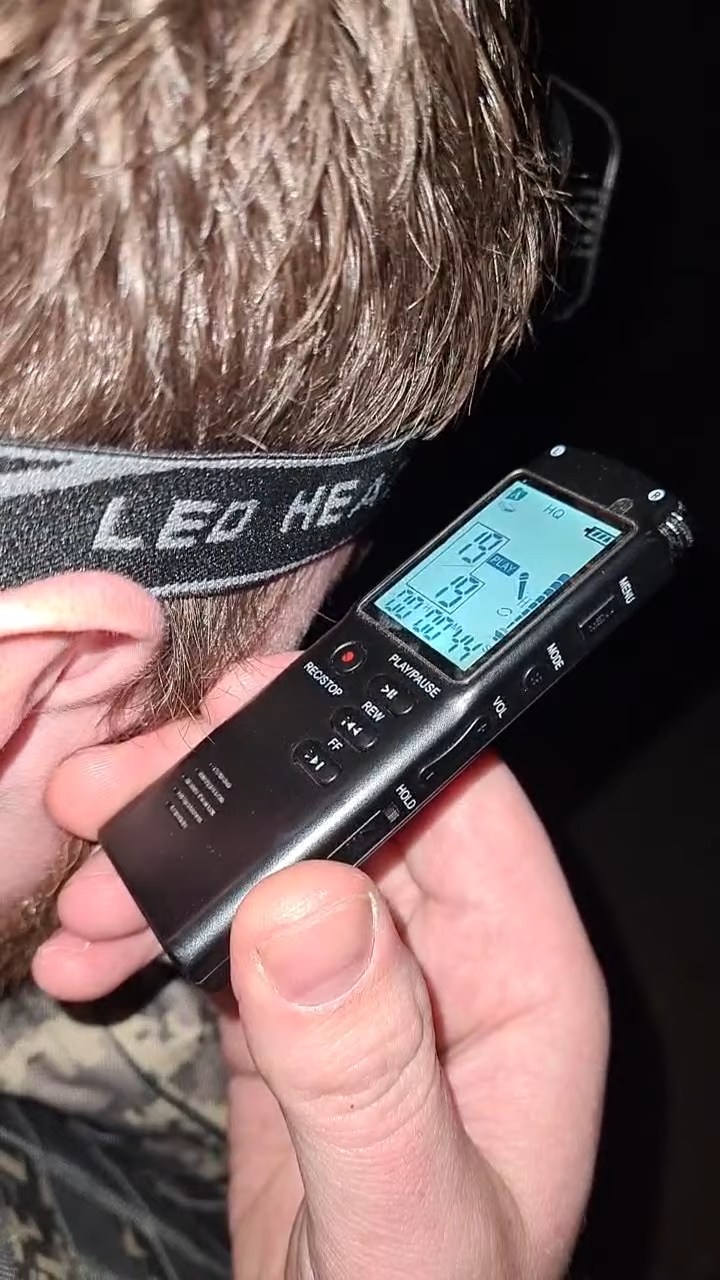 LED HEA
L
R
HQ
19
PLAY
19
00:00:44
MENU
MODE
VOL
+
-
HOLD
REC/STOP
PLAY/PAUSE
REW
FF